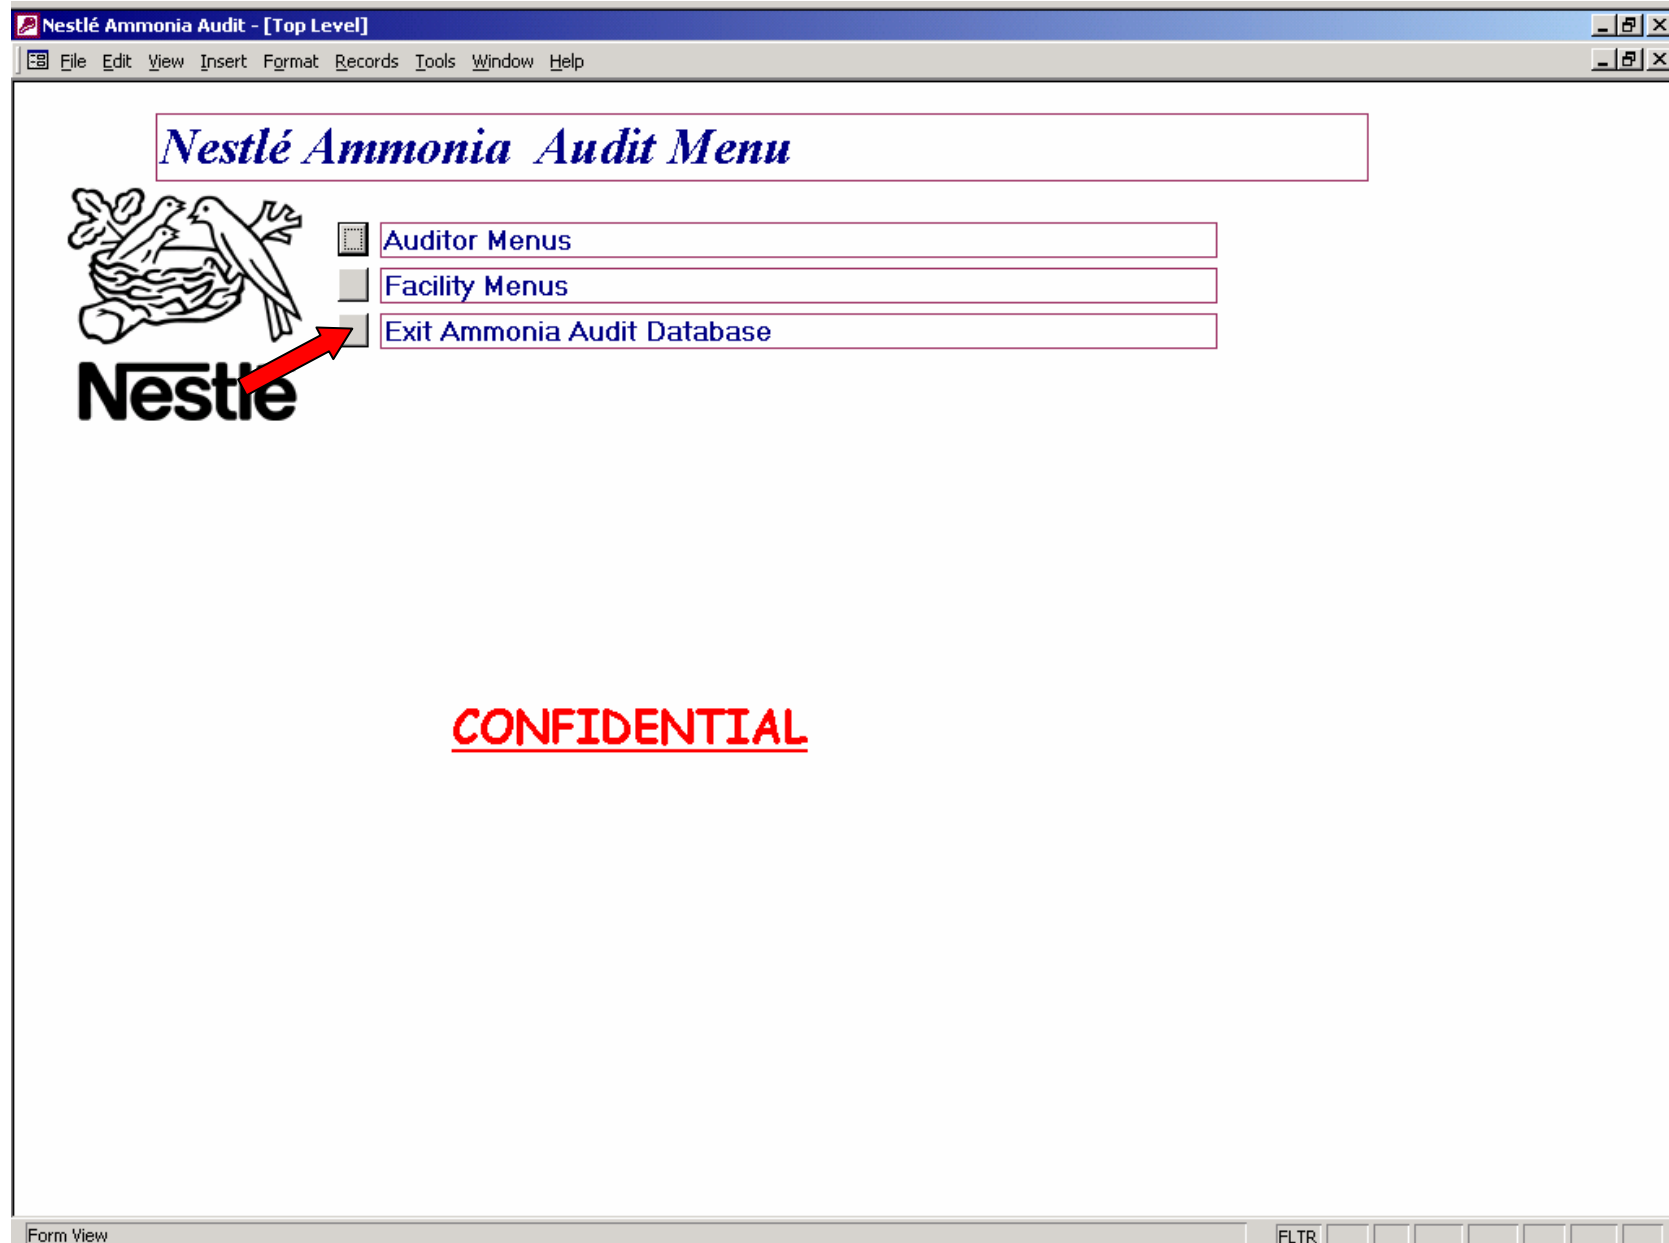 Nestlé Ammonia Audit - [Top Level]
File Edit View Insert Format Records Tools Window Help
Nestlé Ammonia Audit Menu
Auditor Menus
Facility Menus
Exit Ammonia Audit Database
Nestlé
CONFIDENTIAL
Form View FLTR